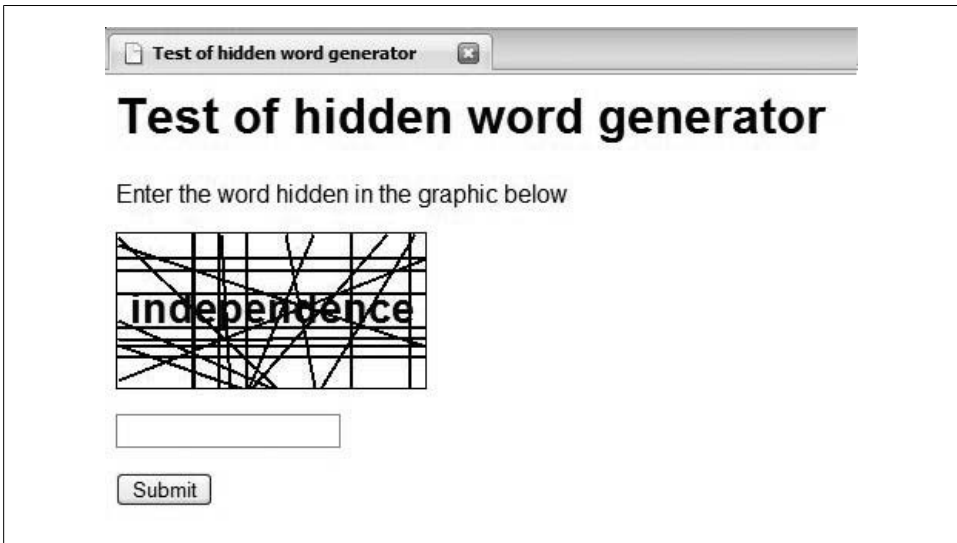 Test of hidden word generator
Test of hidden word generator
Enter the word hidden in the graphic below
independence
Submit